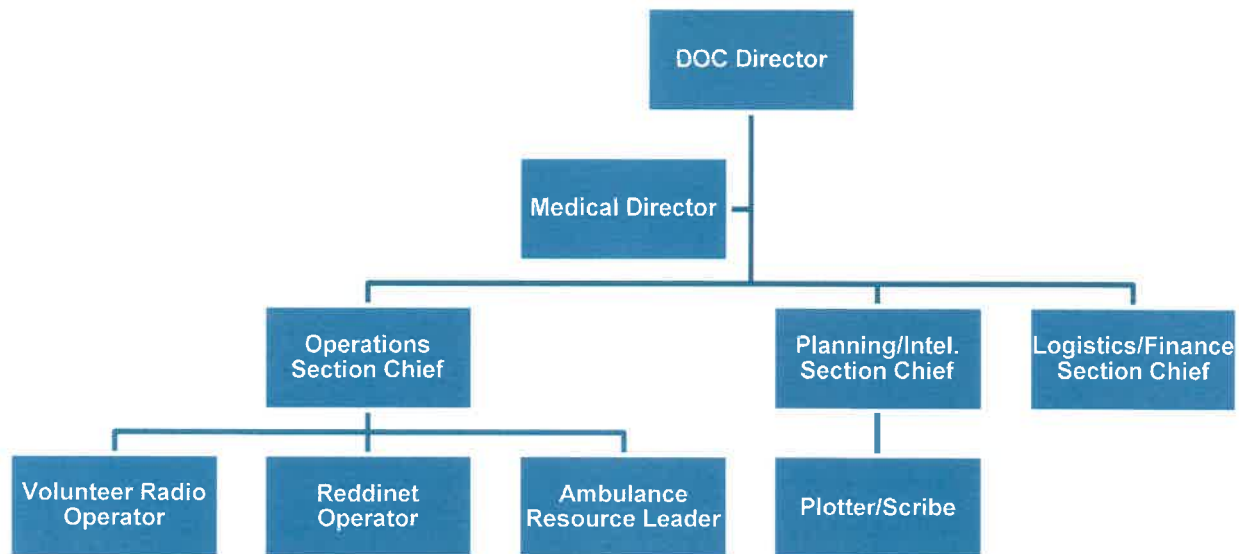 DOC Director
Medical Director
Operations
Section Chief
Planning/Intel.
Section Chief
Logistics/Finance
Section Chief
Volunteer Radio
Operator
Reddinet
Operator
Ambulance
Resource Leader
Plotter/Scribe